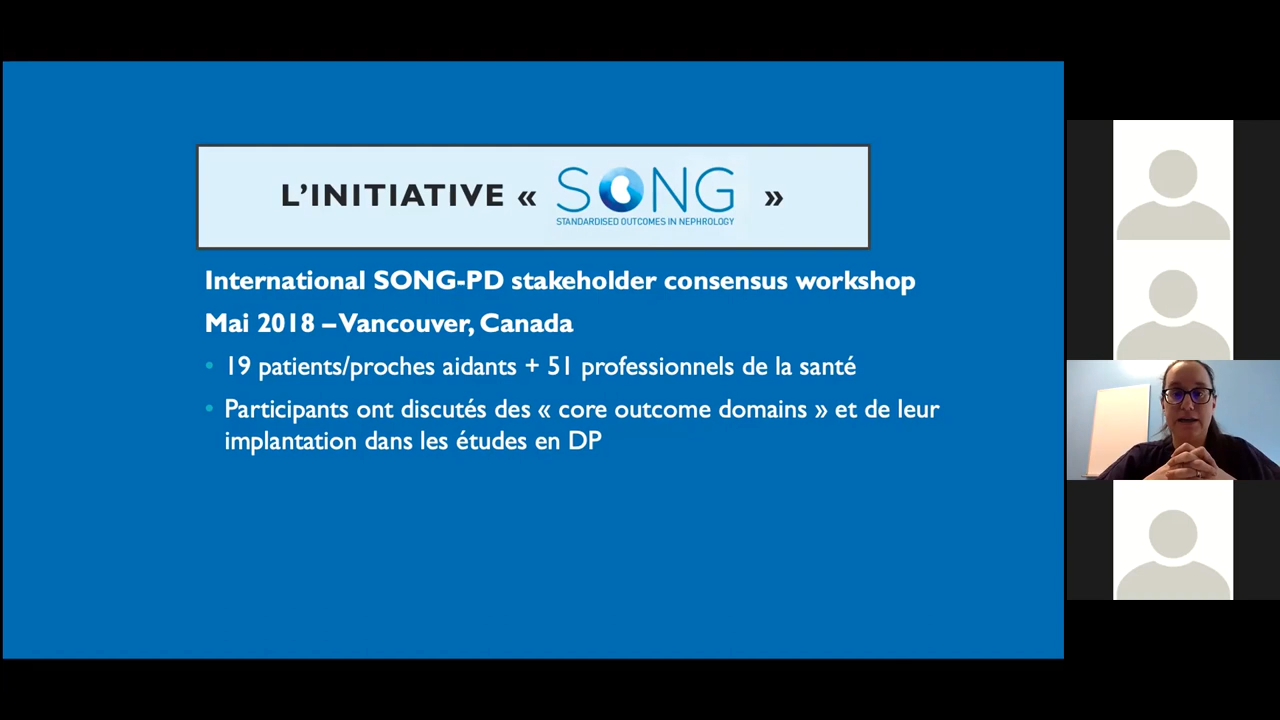 L'INITIATIVE « SONG »
STANDARDISED OUTCOMES IN NEPHROLOGY
International SONG-PD stakeholder consensus workshop
Mai 2018 – Vancouver, Canada
• 19 patients/proches aidants + 51 professionnels de la santé
• Participants ont discutés des « core outcome domains » et de leur
implantation dans les études en DP